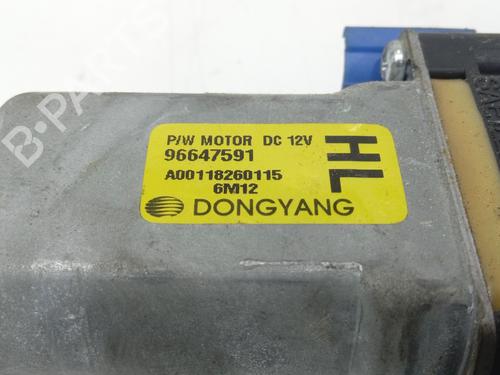 P/W MOTOR DC 12V
96647591
A00118260115
6M12
HL
DONGYANG
B-PARTS